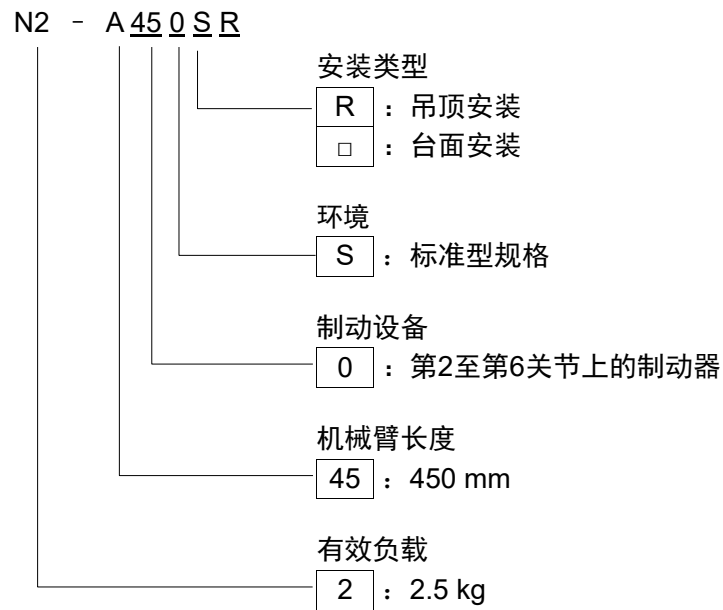 N2 - A 45 0 S R
安装类型
R ：吊顶安装
□ ：台面安装
环境
S ：标准型规格
制动设备
0 ：第2至第6关节上的制动器
机械臂长度
45 ：450 mm
有效负载
2 ：2.5 kg